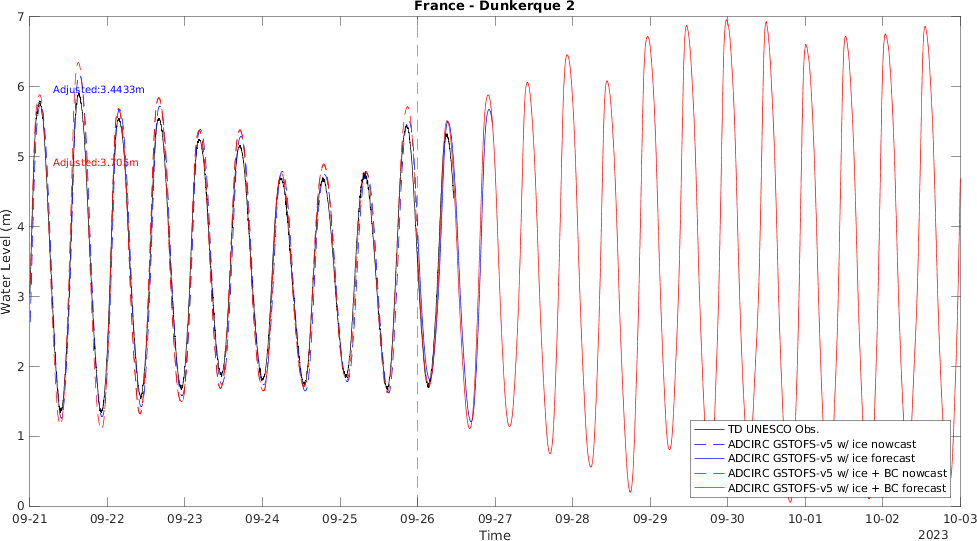 France - Dunkerque 2
7
6
5
4
3
2
1
0
Water Level (m)
Adjusted:3.4433m
Adjusted:3.705m
TD UNESCO Obs.
ADCIRC GSTOFS-v5 w/ ice nowcast
ADCIRC GSTOFS-v5 w/ ice forecast
ADCIRC GSTOFS-v5 w/ ice + BC nowcast
ADCIRC GSTOFS-v5 w/ ice + BC forecast
09-21 09-22 09-23 09-24 09-25 09-26 09-27 09-28 09-29 09-30 10-01 10-02 10-03
Time
2023